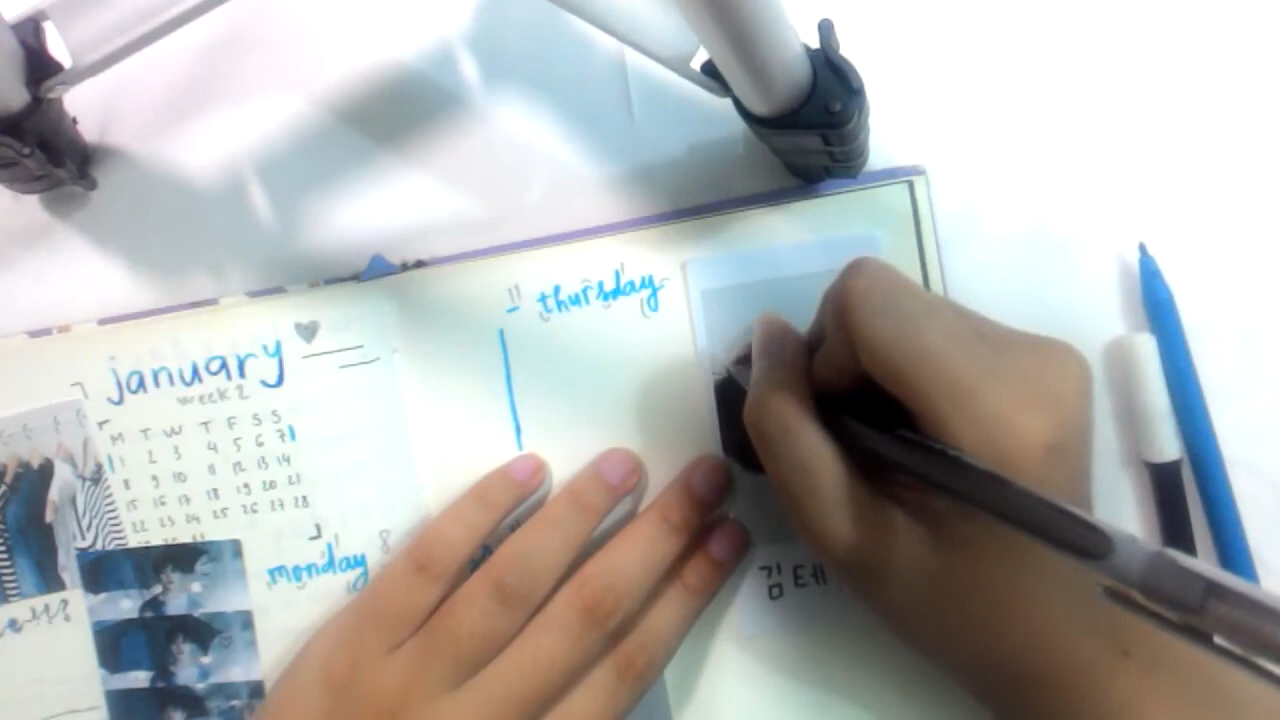 january
week 2
M T W T F S S
1 2 3 4 5 6 7
8 9 10 11 12 13 14
15 16 17 18 19 20 21
22 23 24 25 26 27 28
monday 8
11 thursday
김테